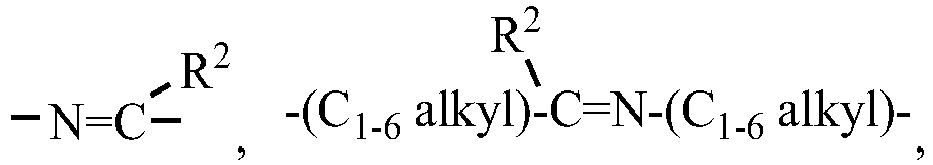 R²
R²
–N=C–, -(C₁₋₆ alkyl)-C=N-(C₁₋₆ alkyl)-,